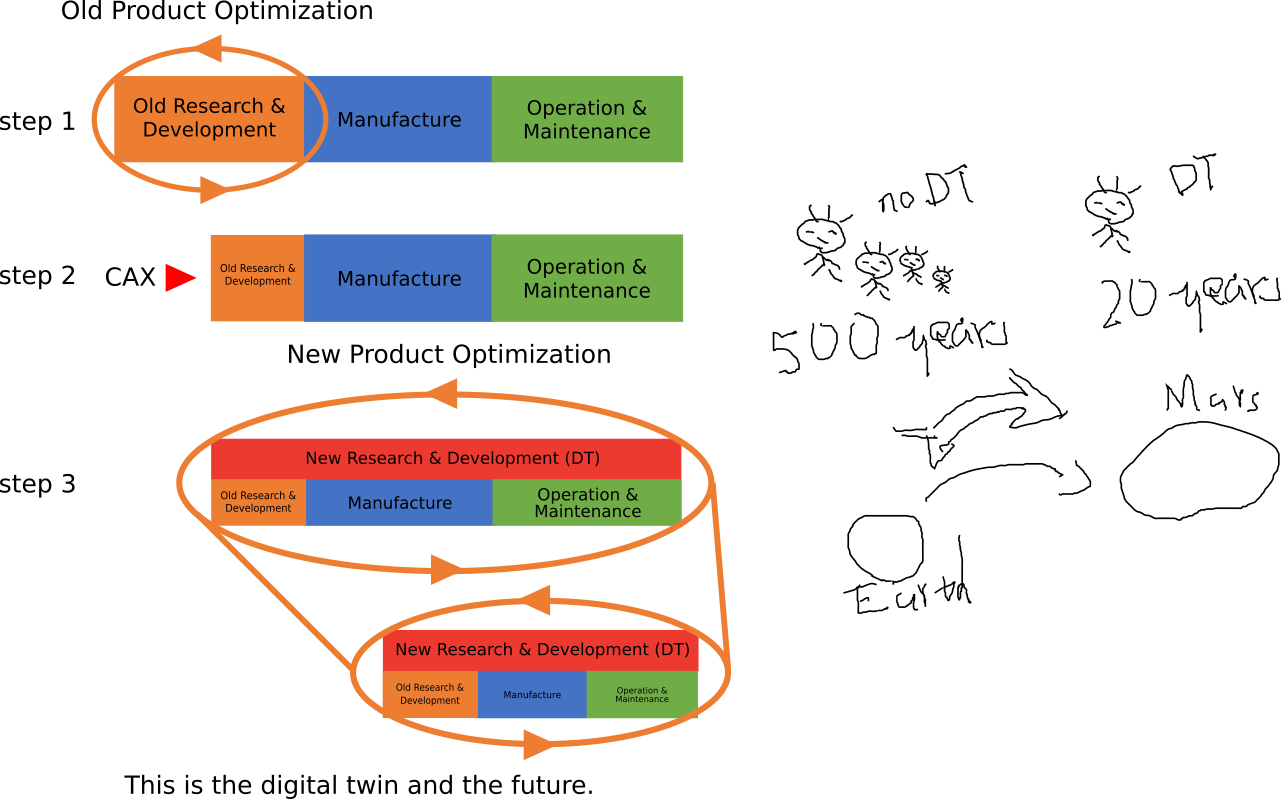 Old Product Optimization
step 1
Old Research &
Development
Manufacture
Operation &
Maintenance
step 2
CAX
Old Research &
Development
Manufacture
Operation &
Maintenance
New Product Optimization
step 3
New Research & Development (DT)
Old Research &
Development
Manufacture
Operation &
Maintenance
New Research & Development (DT)
Old Research &
Development
Manufacture
Operation &
Maintenance
This is the digital twin and the future.
no DT
500 years
DT
20 years
Mars
Earth